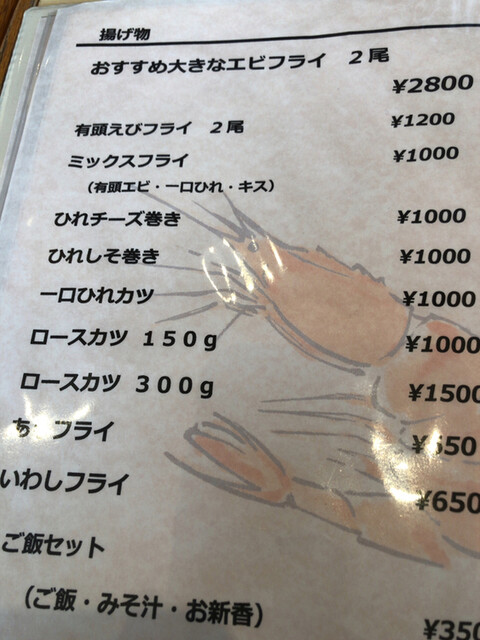 揚げ物
おすすめ大きなエビフライ 2尾
¥2800
有頭えびフライ 2尾 ¥1200
ミックスフライ ¥1000
(有頭エビ・一口ひれ・キス)
ひれチーズ巻き ¥1000
ひれしそ巻き ¥1000
一口ひれカツ ¥1000
ロースカツ 150g ¥1000
ロースカツ 300g ¥1500
フライ
いわしフライ ¥650
ご飯セット
(ご飯・みそ汁・お新香) ¥350